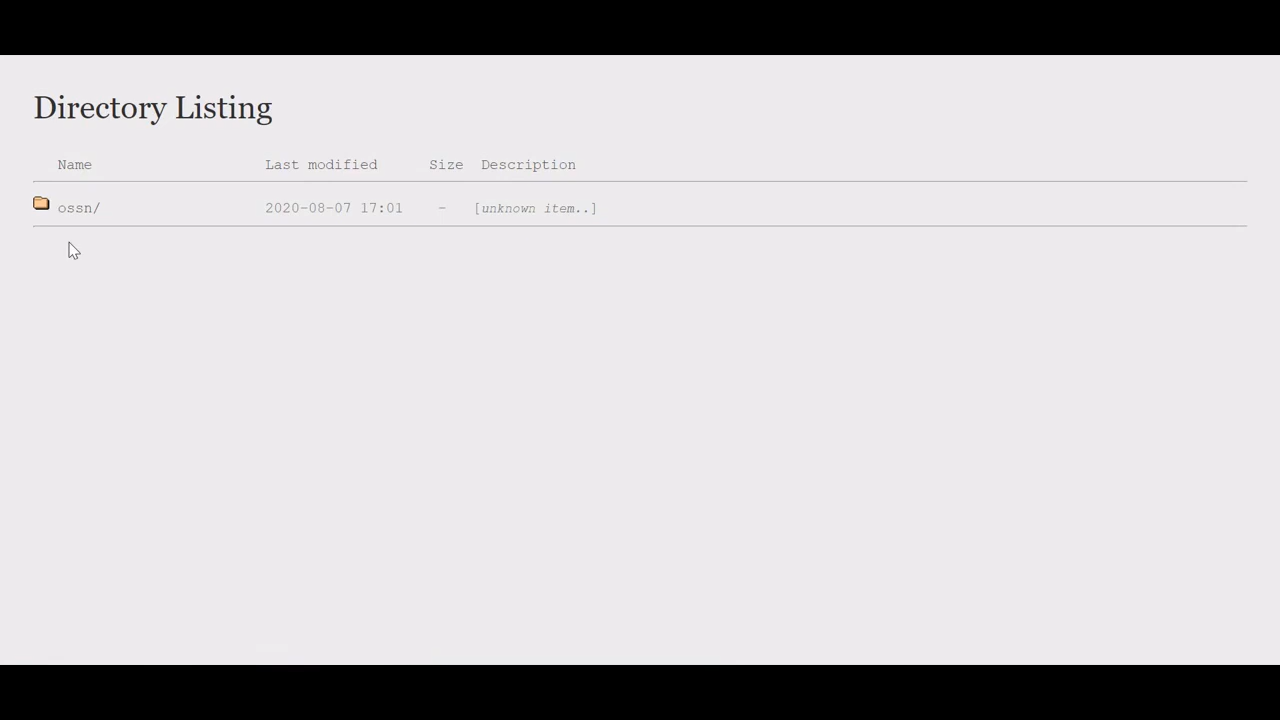 Directory Listing
Name Last modified Size Description
ossn/ 2020-08-07 17:01 - [unknown item..]